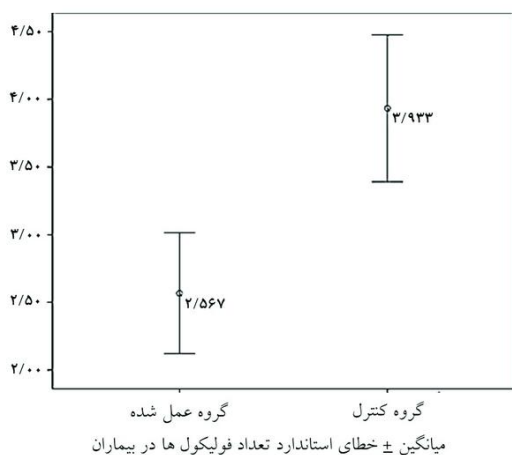 ۴/۵۰
۴/۰۰
۳/۹۳۳
۳/۵۰
۳/۰۰
۲/۵۰
۲/۵۶۷
۲/۰۰
گروه کنترل
گروه عمل شده
میانگین ± خطای استاندارد تعداد فولیکول ها در بیماران